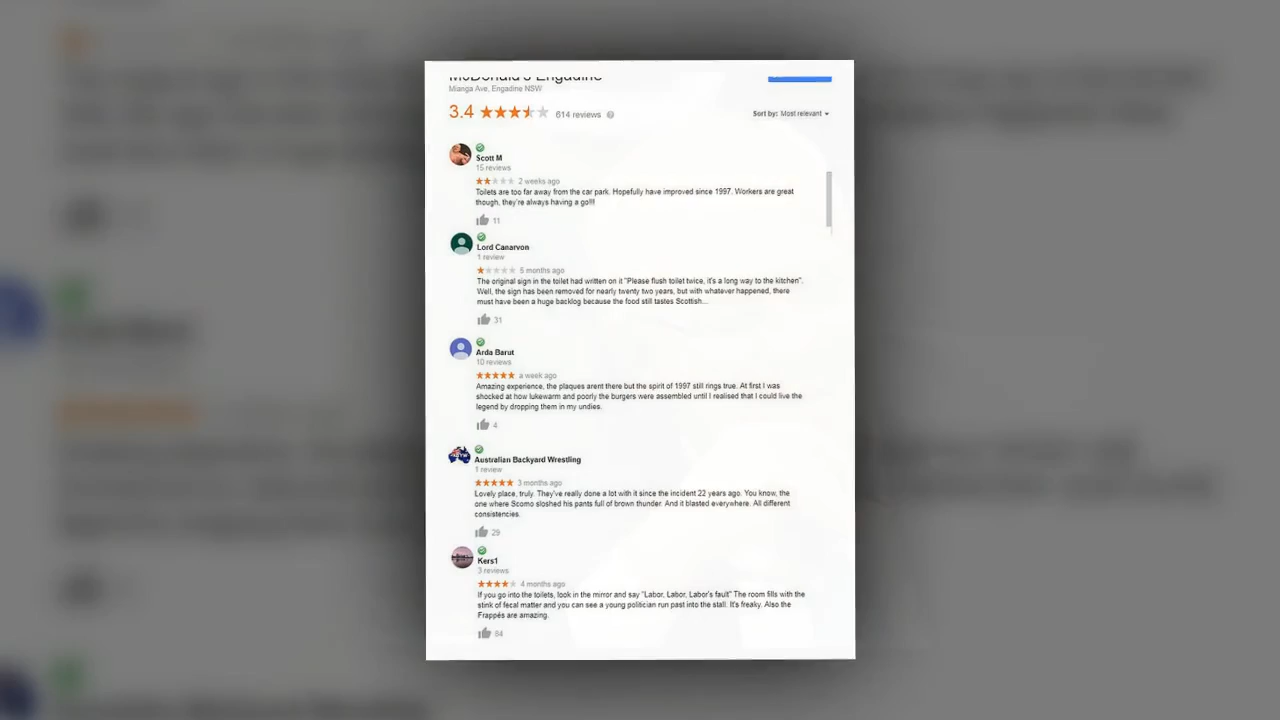 McDonald's Engadine
Mianga Ave, Engadine NSW
3.4
614 reviews
Sort by: Most relevant
Scott M
15 reviews
2 weeks ago
Toilets are too far away from the car park. Hopefully have improved since 1997. Workers are great
though, they're always having a go!!!
11
Lord Canarvon
1 review
5 months ago
The original sign in the toilet had written on it "Please flush toilet twice, it's a long way to the kitchen".
Well, the sign has been removed for nearly twenty two years, but with whatever happened, there
must have been a huge backlog because the food still tastes Scottish...
31
Arda Barut
10 reviews
a week ago
Amazing experience, the plaques arent there but the spirit of 1997 still rings true. At first I was
shocked at how lukewarm and poorly the burgers were assembled until I realised that I could live the
legend by dropping them in my undies.
4
Australian Backyard Wrestling
1 review
3 months ago
Lovely place, truly. They've really done a lot with it since the incident 22 years ago. You know, the
one where Scomo sloshed his pants full of brown thunder. And it blasted everywhere. All different
consistencies.
29
Kers1
3 reviews
4 months ago
If you go into the toilets, look in the mirror and say "Labor, Labor, Labor's fault" The room fills with the
stink of fecal matter and you can see a young politician run past into the stall. It's freaky. Also the
Frappés are amazing.
84